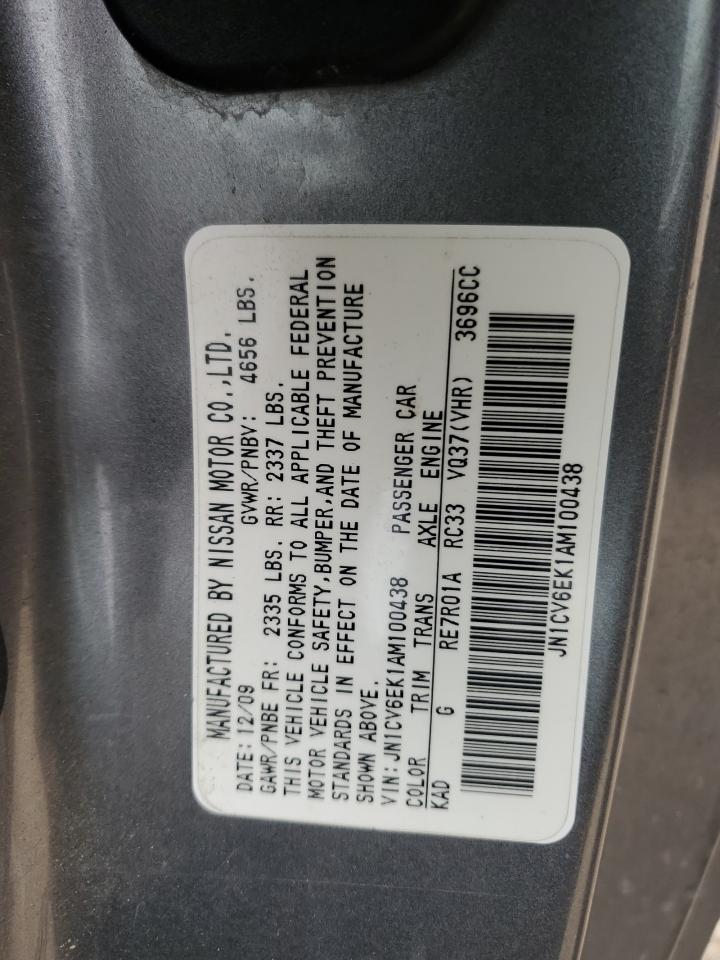 MANUFACTURED BY NISSAN MOTOR CO.,LTD.
DATE: 12/09 GVWR/PNBV: 4656 LBS.
GAWR/PNBE FR: 2335 LBS. RR: 2337 LBS.
THIS VEHICLE CONFORMS TO ALL APPLICABLE FEDERAL
MOTOR VEHICLE SAFETY,BUMPER,AND THEFT PREVENTION
STANDARDS IN EFFECT ON THE DATE OF MANUFACTURE
SHOWN ABOVE.
VIN:JN1CV6EK1AM100438 PASSENGER CAR
COLOR TRIM TRANS AXLE ENGINE
KAD G RE7R01A RC33 VQ37(VHR) 3696CC
JN1CV6EK1AM100438